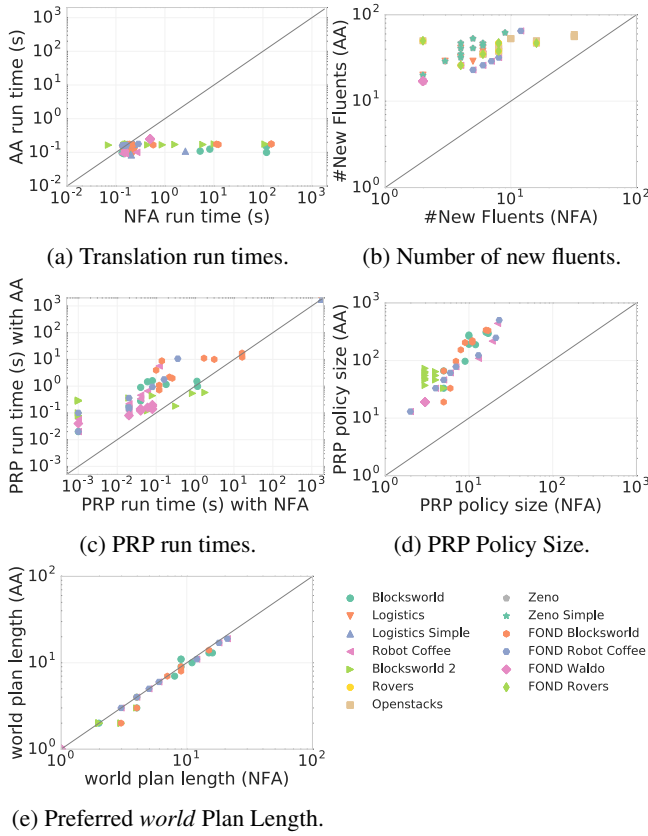 AA run time (s)
10³
10²
10¹
10⁰
10⁻¹
10⁻²
10⁻² 10⁻¹ 10⁰ 10¹ 10² 10³
NFA run time (s)
(a) Translation run times.
#New Fluents (AA)
10²
10¹
10⁰
10⁰ 10¹ 10²
#New Fluents (NFA)
(b) Number of new fluents.
PRP run time (s) with AA
10³
10²
10¹
10⁰
10⁻¹
10⁻²
10⁻³
10⁻³ 10⁻² 10⁻¹ 10⁰ 10¹ 10² 10³
PRP run time (s) with NFA
(c) PRP run times.
PRP policy size (AA)
10³
10²
10¹
10⁰
10⁰ 10¹ 10² 10³
PRP policy size (NFA)
(d) PRP Policy Size.
world plan length (AA)
10²
10¹
10⁰
10⁰ 10¹ 10²
world plan length (NFA)
(e) Preferred world Plan Length.
Blocksworld
Logistics
Logistics Simple
Robot Coffee
Blocksworld 2
Rovers
Openstacks
Zeno
Zeno Simple
FOND Blocksworld
FOND Robot Coffee
FOND Waldo
FOND Rovers